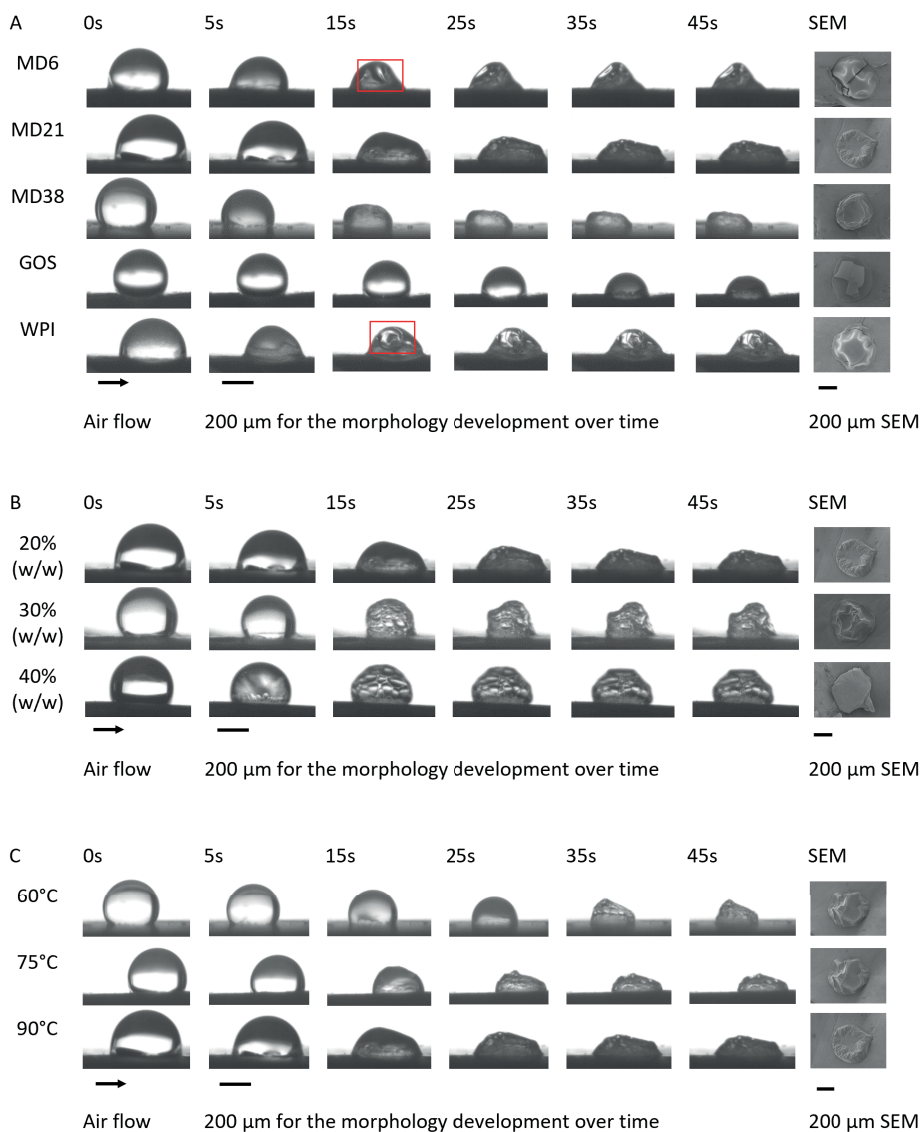 A 0s 5s 15s 25s 35s 45s SEM
MD6
MD21
MD38
GOS
WPI
Air flow 200 µm for the morphology development over time 200 µm SEM
B 0s 5s 15s 25s 35s 45s SEM
20%
(w/w)
30%
(w/w)
40%
(w/w)
Air flow 200 µm for the morphology development over time 200 µm SEM
C 0s 5s 15s 25s 35s 45s SEM
60°C
75°C
90°C
Air flow 200 µm for the morphology development over time 200 µm SEM